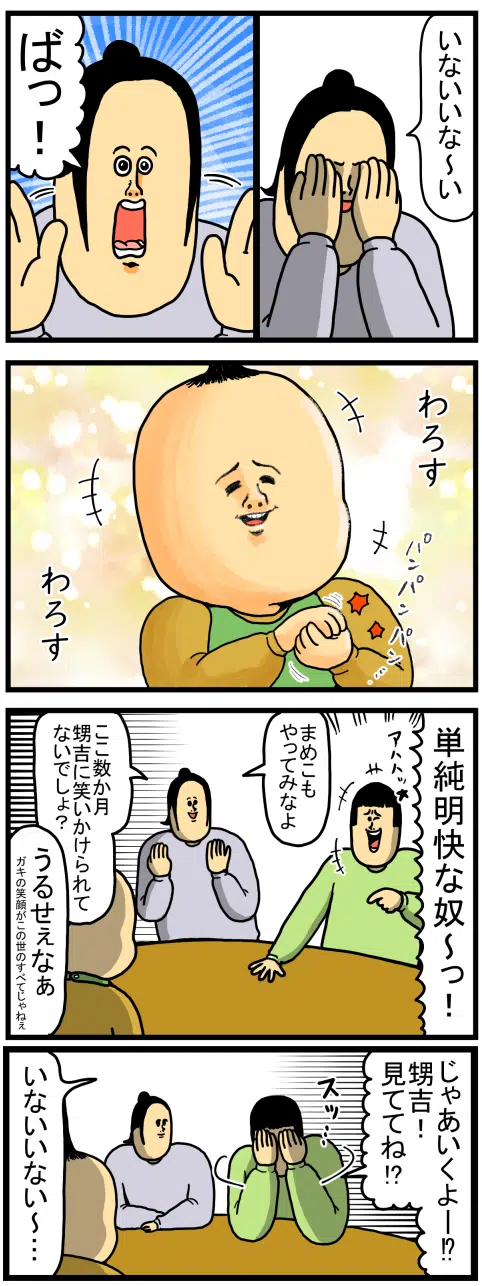 いないいな〜い
ばっ！
わろす
わろす
パンパンパンパン…
単純明快な奴〜っ！
アハハッ★
まめこも
やってみなよ
ここ数か月
甥吉に笑いかけられて
ないでしょ？
うるせぇなぁ
ガキの笑顔がこの世のすべてじゃねぇ
じゃあいくよー⁉
甥吉！
見ててね⁉
スッ…
いないいない〜…